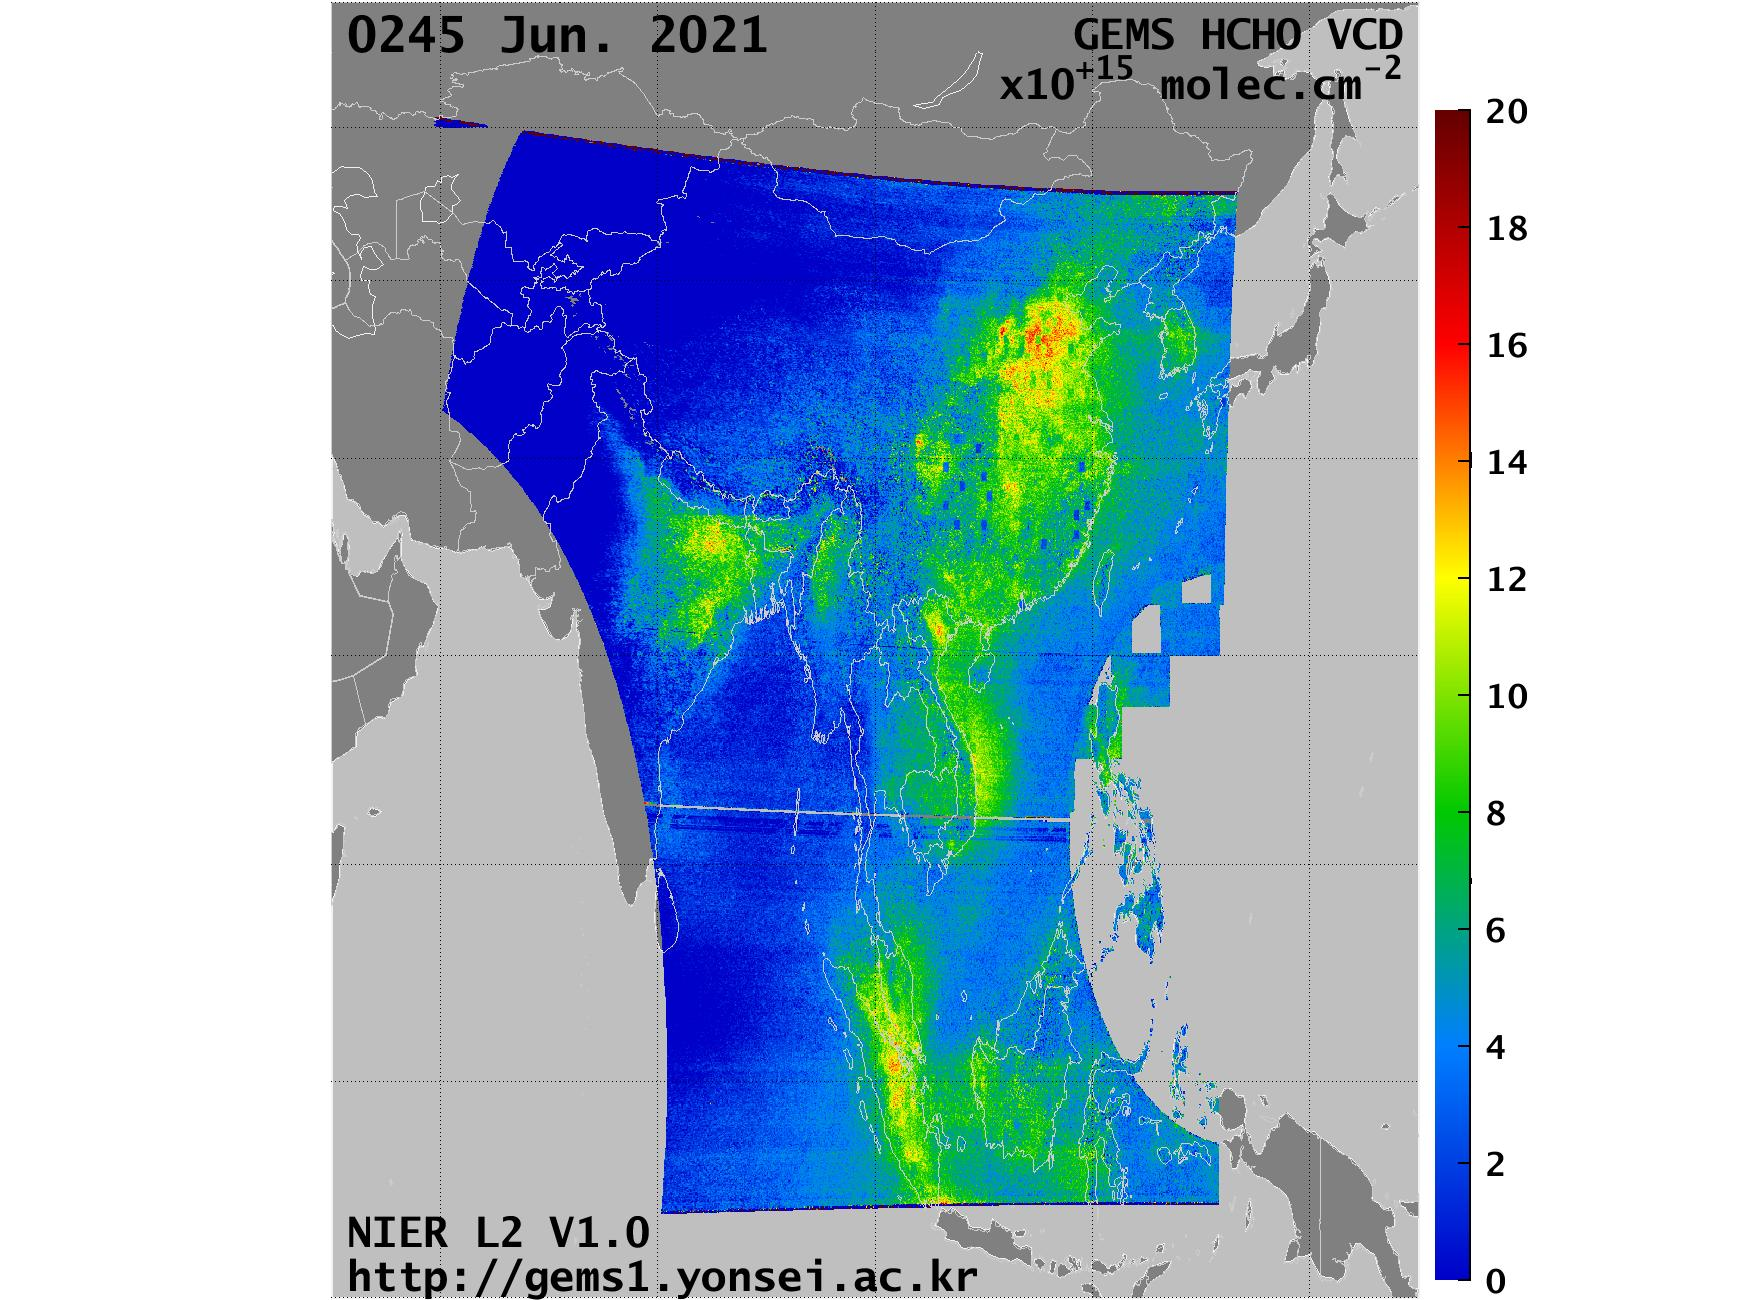 0245 Jun. 2021
GEMS HCHO VCD
x10+15 molec.cm−2
20
18
16
14
12
10
8
6
4
2
0
NIER L2 V1.0
http://gems1.yonsei.ac.kr